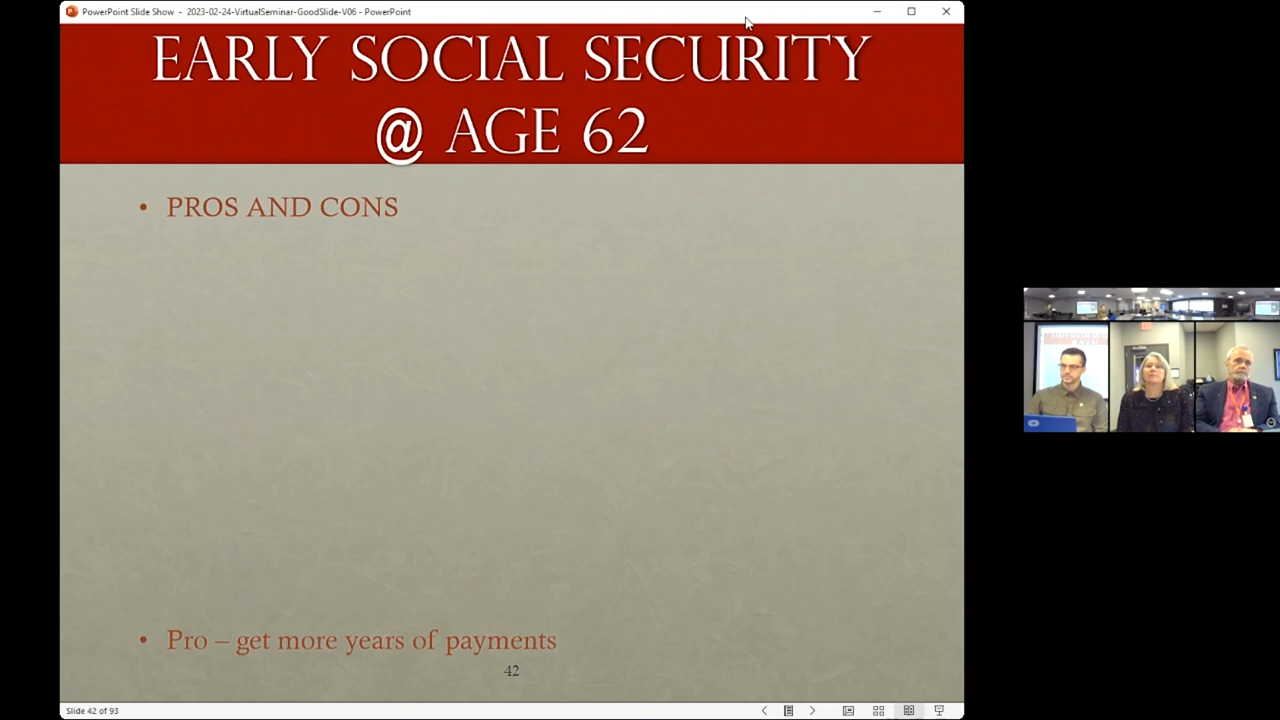 PowerPoint Slide Show - 2023-02-24-VirtualSeminar-GoodSlide-V06 - PowerPoint
EARLY SOCIAL SECURITY
@ AGE 62
• PROS AND CONS
• Pro – get more years of payments
42
Slide 42 of 93